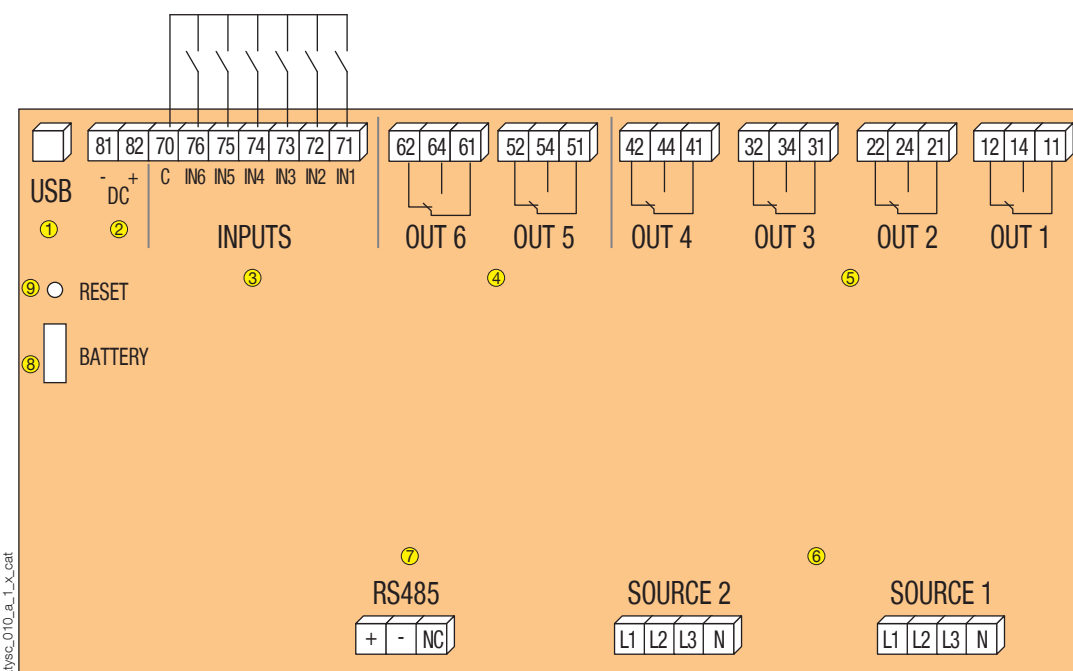 81 82 70 76 75 74 73 72 71 62 64 61 52 54 51 42 44 41 32 34 31 22 24 21 12 14 11
- + C IN6 IN5 IN4 IN3 IN2 IN1
USB DC
① ② INPUTS OUT 6 OUT 5 OUT 4 OUT 3 OUT 2 OUT 1
③ ④ ⑤
⑨ RESET
⑧ BATTERY
⑦ ⑥
RS485 SOURCE 2 SOURCE 1
+ - NC L1 L2 L3 N L1 L2 L3 N
tysc_010_a_1_x_cat